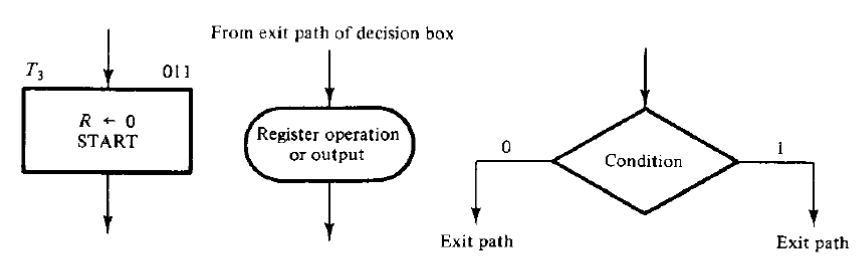 From exit path of decision box
T3
011
R ← 0
START
Register operation
or output
0
Condition
1
Exit path
Exit path